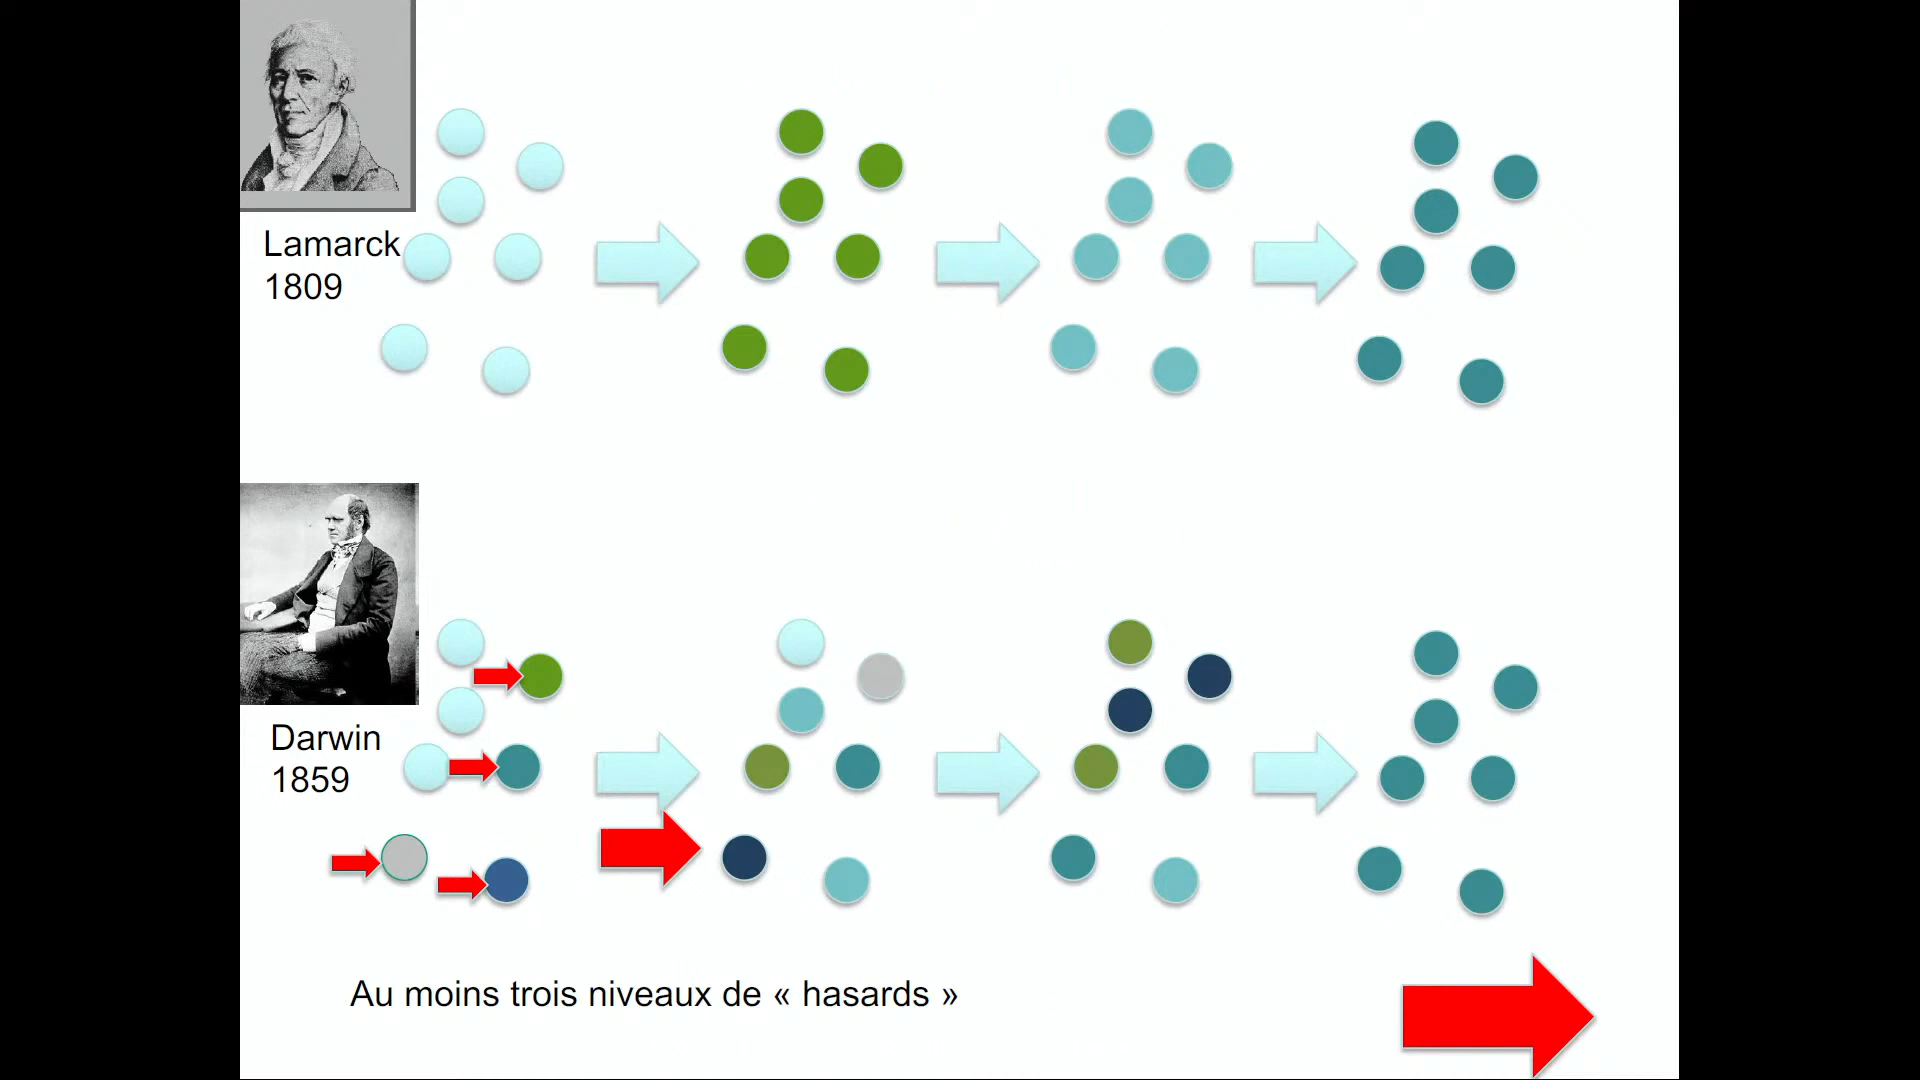 Lamarck
1809
Darwin
1859
Au moins trois niveaux de « hasards »